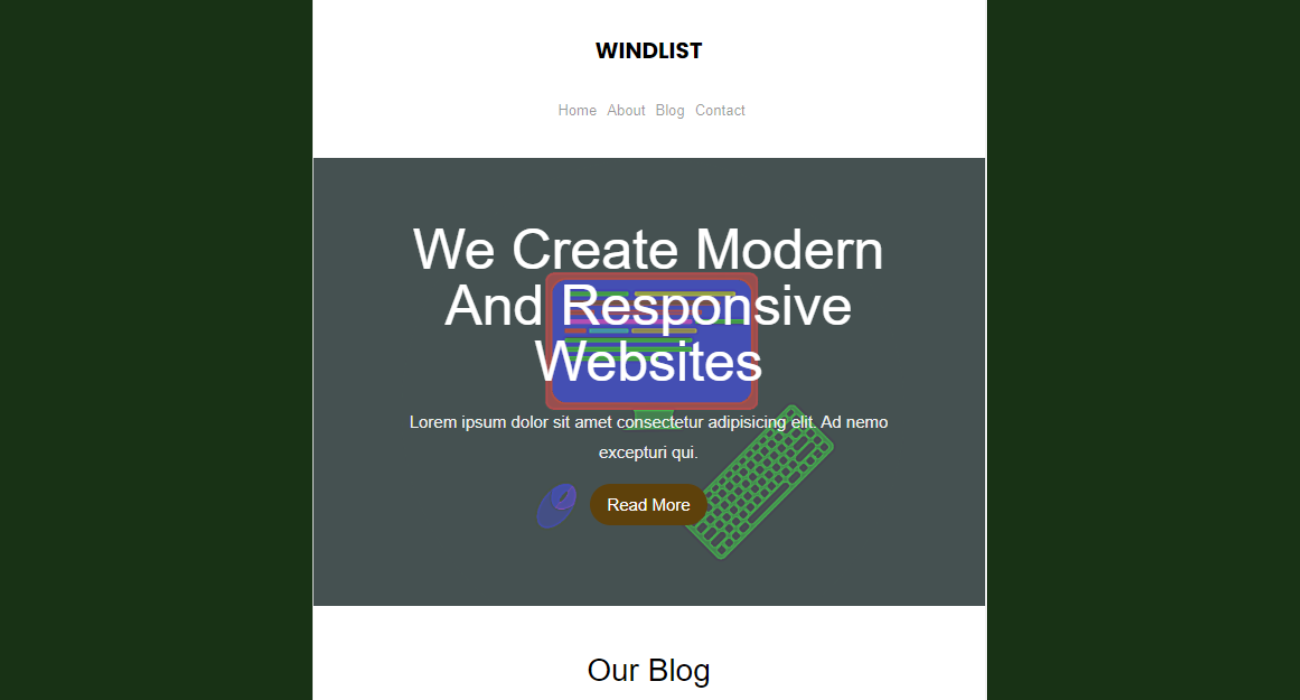 WINDLIST
Home About Blog Contact
We Create Modern
And Responsive
Websites
Lorem ipsum dolor sit amet consectetur adipisicing elit. Ad nemo
excepturi qui.
Read More
Our Blog